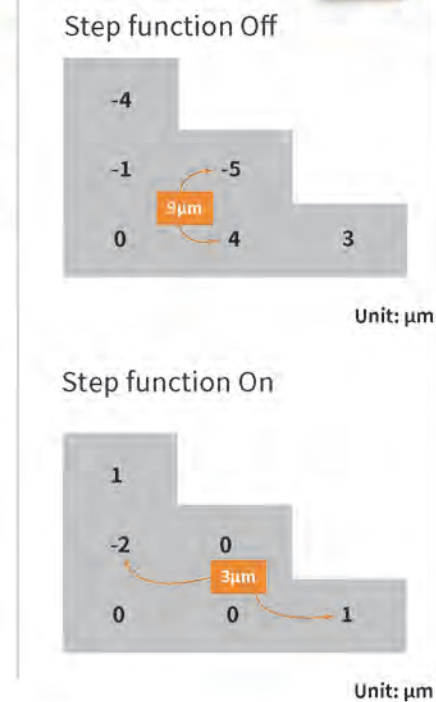 Step function Off
-4
-1 -5
9μm
0 4 3
Unit: μm
Step function On
1
-2 0
3μm
0 0 1
Unit: μm